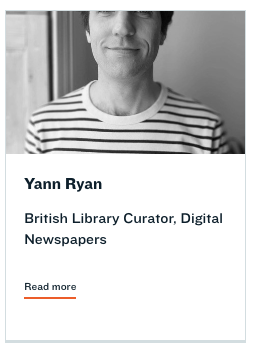 Yann Ryan
British Library Curator, Digital
Newspapers
Read more